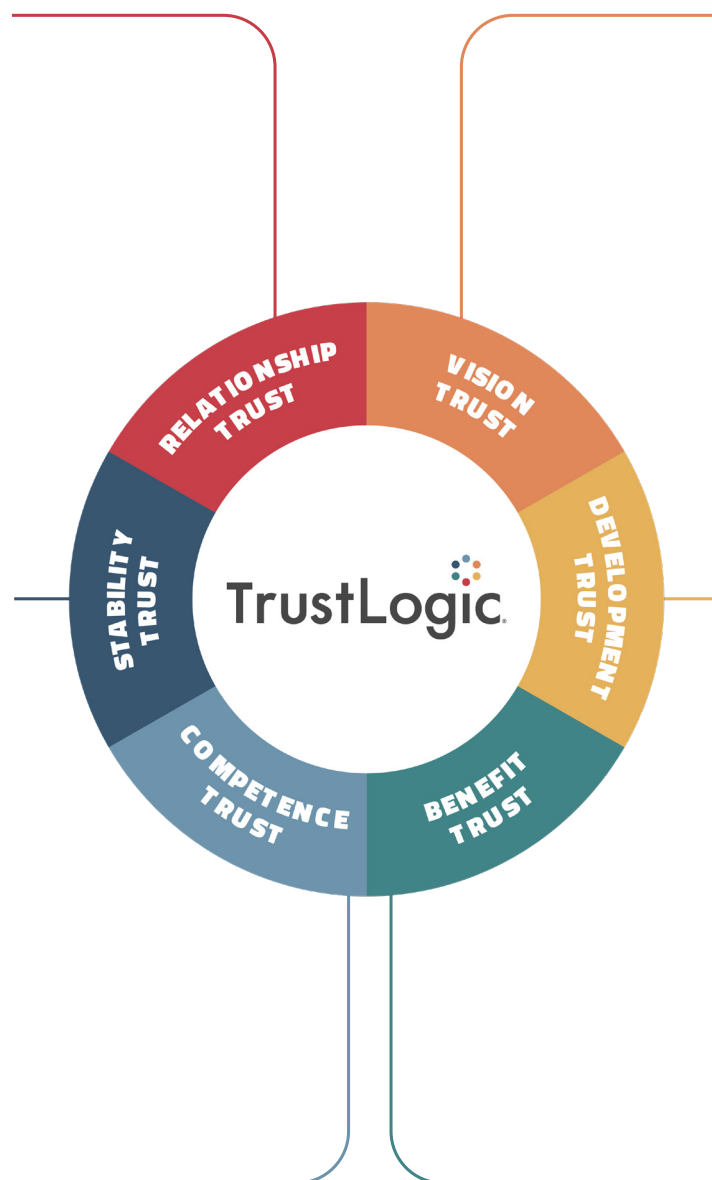 RELATIONSHIP
TRUST
VISION
TRUST
STABILITY
TRUST
TrustLogic®
DEVELOPMENT
TRUST
COMPETENCE
TRUST
BENEFIT
TRUST